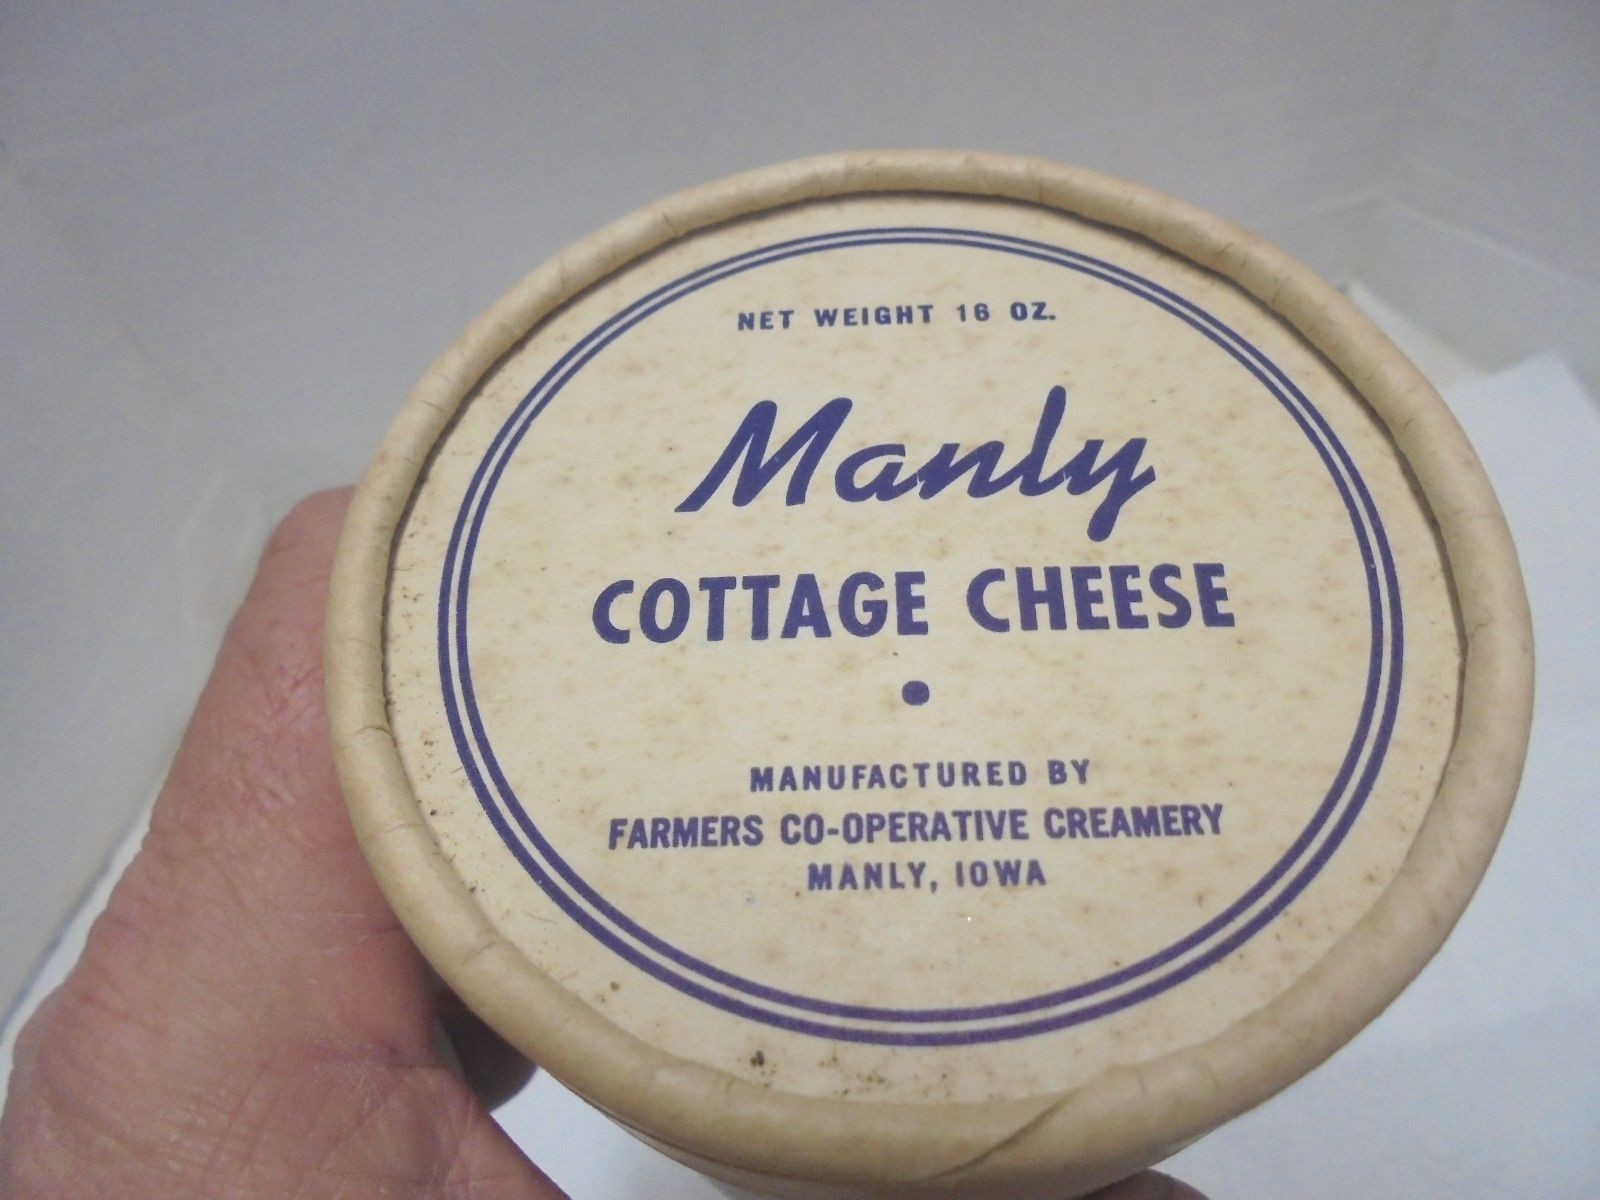 NET WEIGHT 16 OZ.
Manly
COTTAGE CHEESE
•
MANUFACTURED BY
FARMERS CO-OPERATIVE CREAMERY
MANLY, IOWA